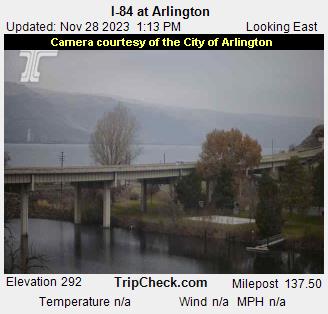 I-84 at Arlington
Updated: Nov 28 2023 1:13 PM Looking East
Camera courtesy of the City of Arlington
Elevation 292 TripCheck.com Milepost 137.50
Temperature n/a Wind n/a MPH n/a